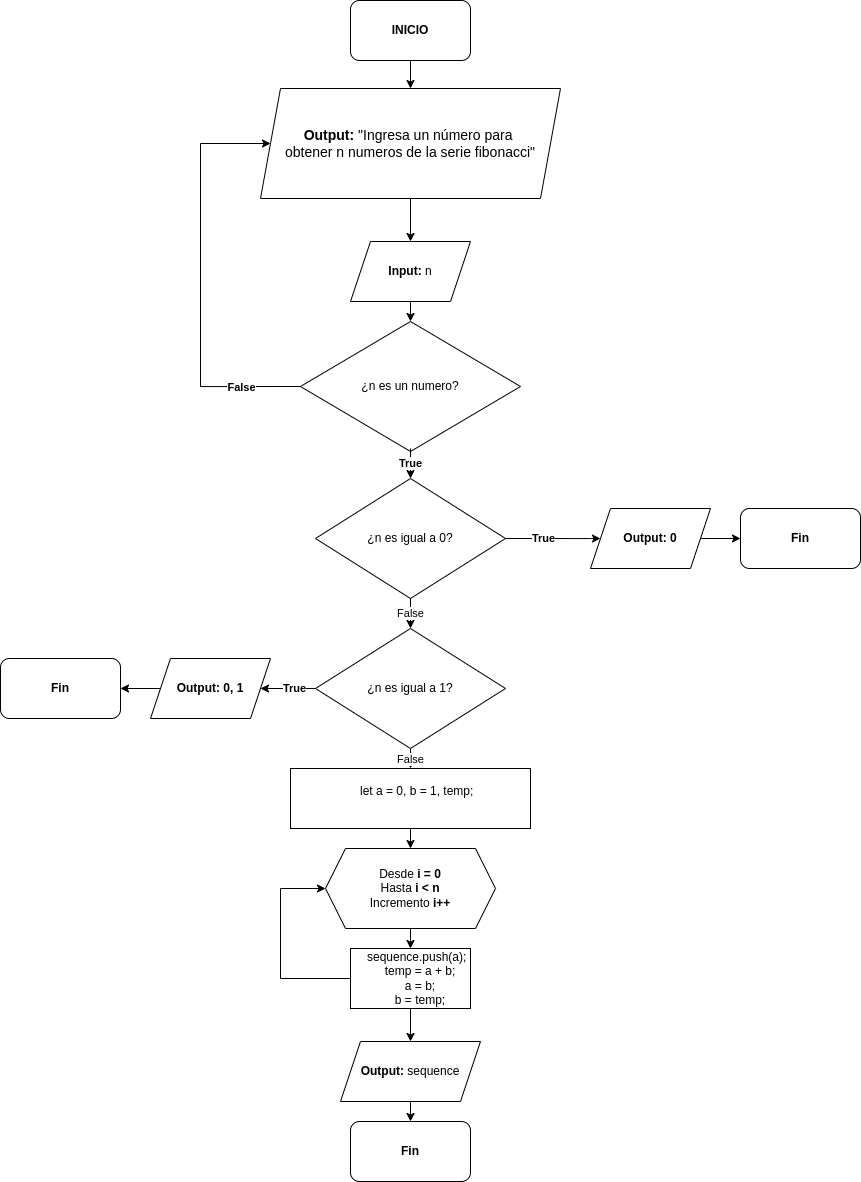 INICIO
Output: "Ingresa un número para
obtener n numeros de la serie fibonacci"
Input: n
¿n es un numero?
False
True
¿n es igual a 0?
True
Output: 0
Fin
False
¿n es igual a 1?
True
Output: 0, 1
Fin
False
let a = 0, b = 1, temp;
Desde i = 0
Hasta i < n
Incremento i++
sequence.push(a);
temp = a + b;
a = b;
b = temp;
Output: sequence
Fin